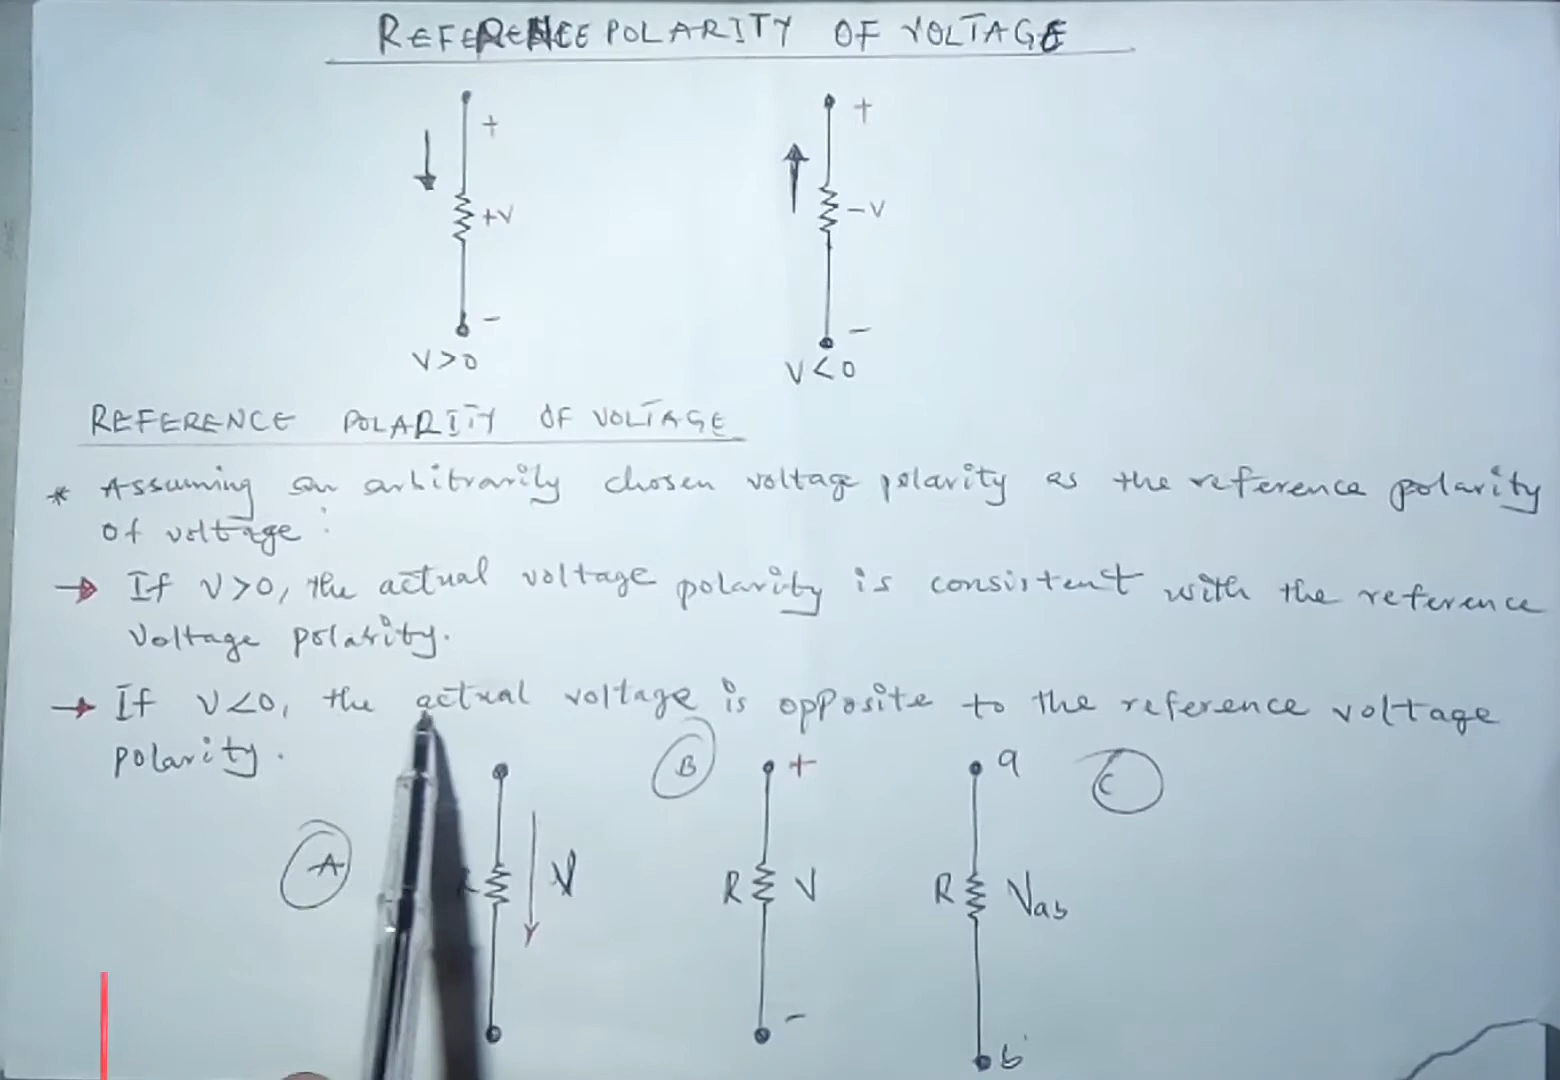 REFERENCE POLARITY OF VOLTAGE
+ +
+V -V
- -
V>0 V<0
REFERENCE POLARITY OF VOLTAGE
* Assuming an arbitrarily chosen voltage polarity as the reference polarity
of voltage:
→ If V>0, the actual voltage polarity is consistent with the reference
voltage polarity.
→ If V<0, the actual voltage is opposite to the reference voltage
polarity.
A V
B + R V -
a R Vab b C